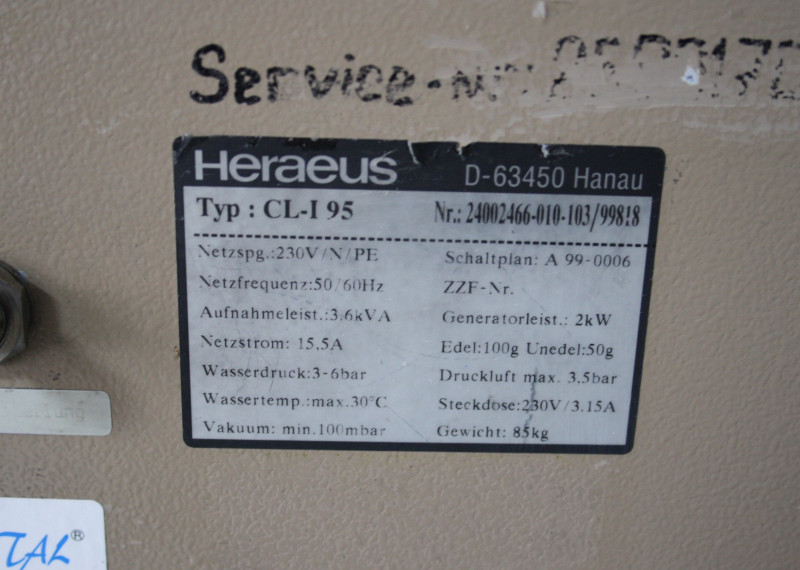 Service-Nr:
Heraeus D-63450 Hanau
Typ : CL-I 95 Nr.: 24002466-010-103/99818
Netzspg.:230V/N/PE Schaltplan: A 99-0006
Netzfrequenz:50/60Hz ZZF-Nr.
Aufnahmeleist.:3.6kVA Generatorleist.: 2kW
Netzstrom: 15.5A Edel:100g Unedel:50g
Wasserdruck:3-6bar Druckluft max. 3.5bar
Wassertemp.:max.30°C Steckdose:230V/3.15A
Vakuum: min.100mbar Gewicht: 85kg
TAL®